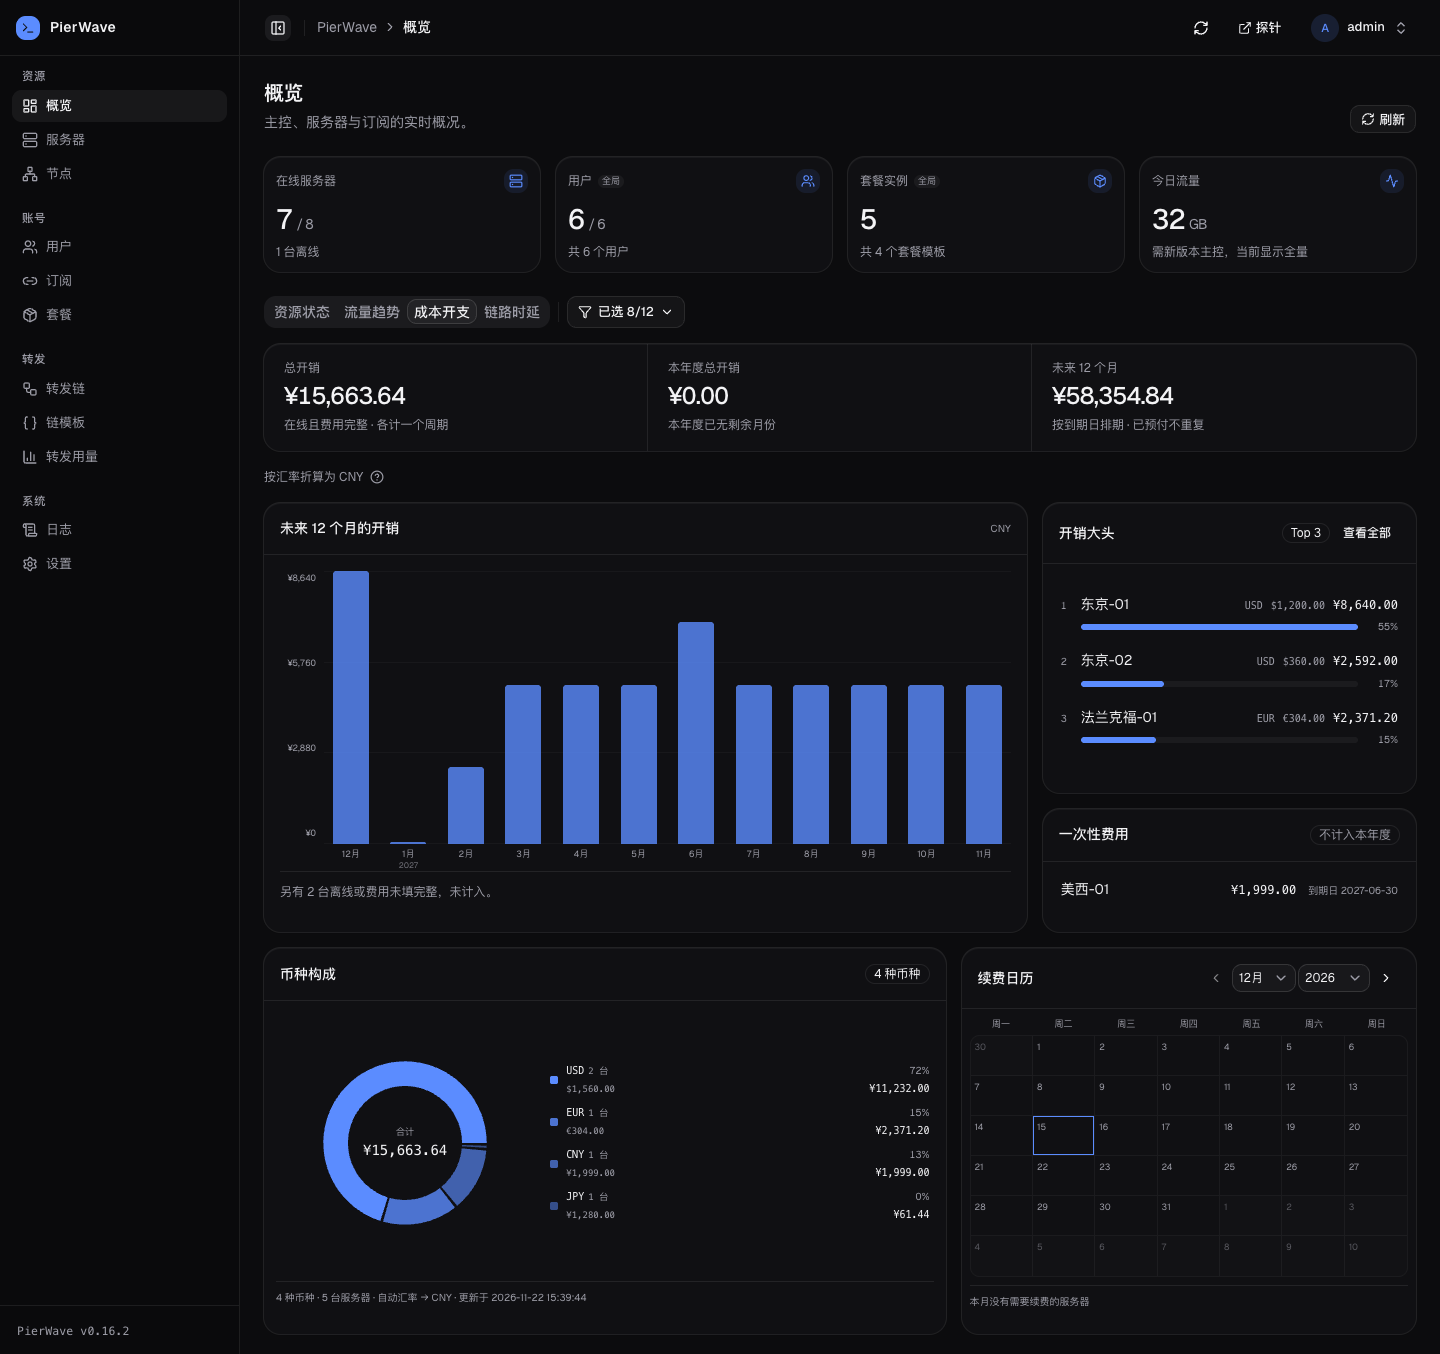 PierWave
PierWave > 概览
探针
A admin
资源
概览
服务器
节点
账号
用户
订阅
套餐
转发
转发链
链模板
转发用量
系统
日志
设置
PierWave v0.16.2
概览
主控、服务器与订阅的实时概况。
刷新
在线服务器
7 / 8
1 台离线
用户 全局
6 / 6
共 6 个用户
套餐实例 全局
5
共 4 个套餐模板
今日流量
32 GB
需新版本主控，当前显示全量
资源状态 流量趋势 成本开支 链路时延
已选 8/12
总开销
¥15,663.64
在线且费用完整 · 各计一个周期
本年度总开销
¥0.00
本年度已无剩余月份
未来 12 个月
¥58,354.84
按到期日排期 · 已预付不重复
按汇率折算为 CNY
未来 12 个月的开销 CNY
¥8,640
¥5,760
¥2,880
¥0
12月 1月 2月 3月 4月 5月 6月 7月 8月 9月 10月 11月
2027
另有 2 台离线或费用未填完整，未计入。
开销大头 Top 3 查看全部
1 东京-01 USD $1,200.00 ¥8,640.00
55%
2 东京-02 USD $360.00 ¥2,592.00
17%
3 法兰克福-01 EUR €304.00 ¥2,371.20
15%
一次性费用 不计入本年度
美西-01 ¥1,999.00 到期日 2027-06-30
币种构成 4 种币种
合计
¥15,663.64
USD 2 台 72%
$1,560.00 ¥11,232.00
EUR 1 台 15%
€304.00 ¥2,371.20
CNY 1 台 13%
¥1,999.00 ¥1,999.00
JPY 1 台 0%
¥1,280.00 ¥61.44
4 种币种 · 5 台服务器 · 自动汇率 → CNY · 更新于 2026-11-22 15:39:44
续费日历 12月 2026
周一 周二 周三 周四 周五 周六 周日
30 1 2 3 4 5 6
7 8 9 10 11 12 13
14 15 16 17 18 19 20
21 22 23 24 25 26 27
28 29 30 31 1 2 3
4 5 6 7 8 9 10
本月没有需要续费的服务器